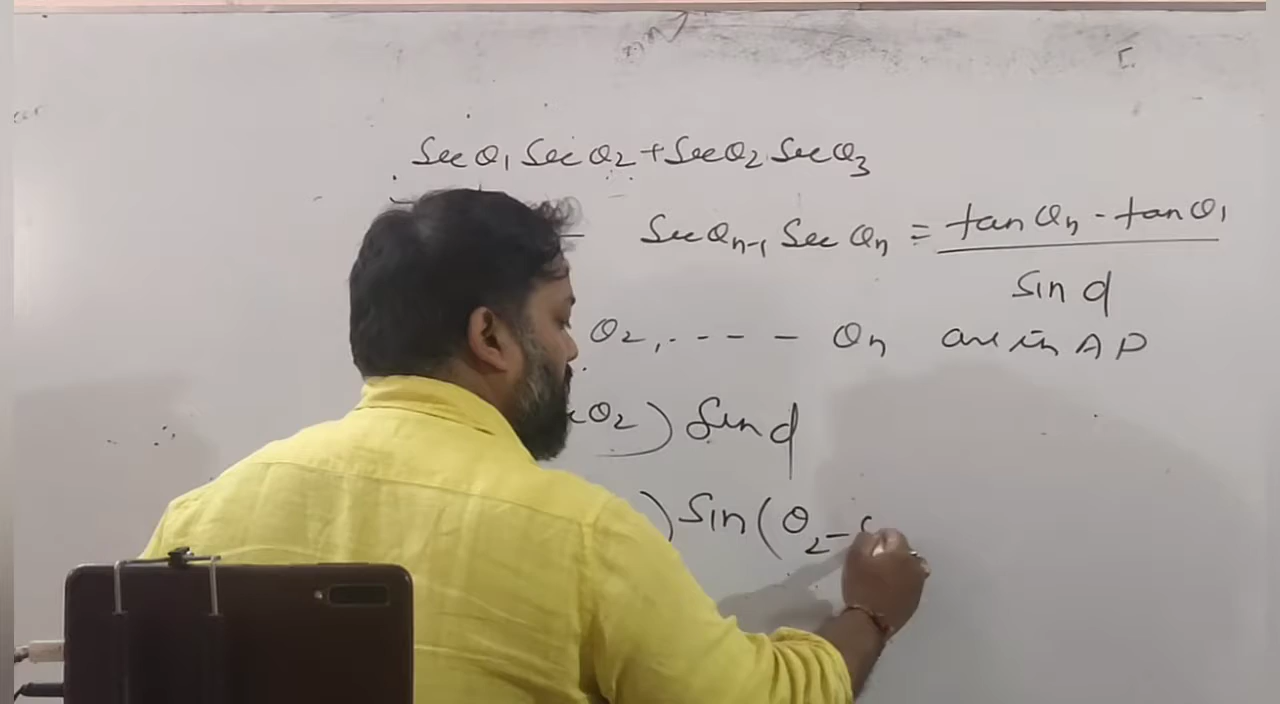 Sec θ₁ Sec θ₂ + Sec θ₂ Sec θ₃
Sec θₙ₋₁ Sec θₙ = (tan θₙ - tan θ₁) / Sin d
θ₂, - - - - θₙ are in AP
θ₂ ) Sin d
) Sin ( θ₂ -